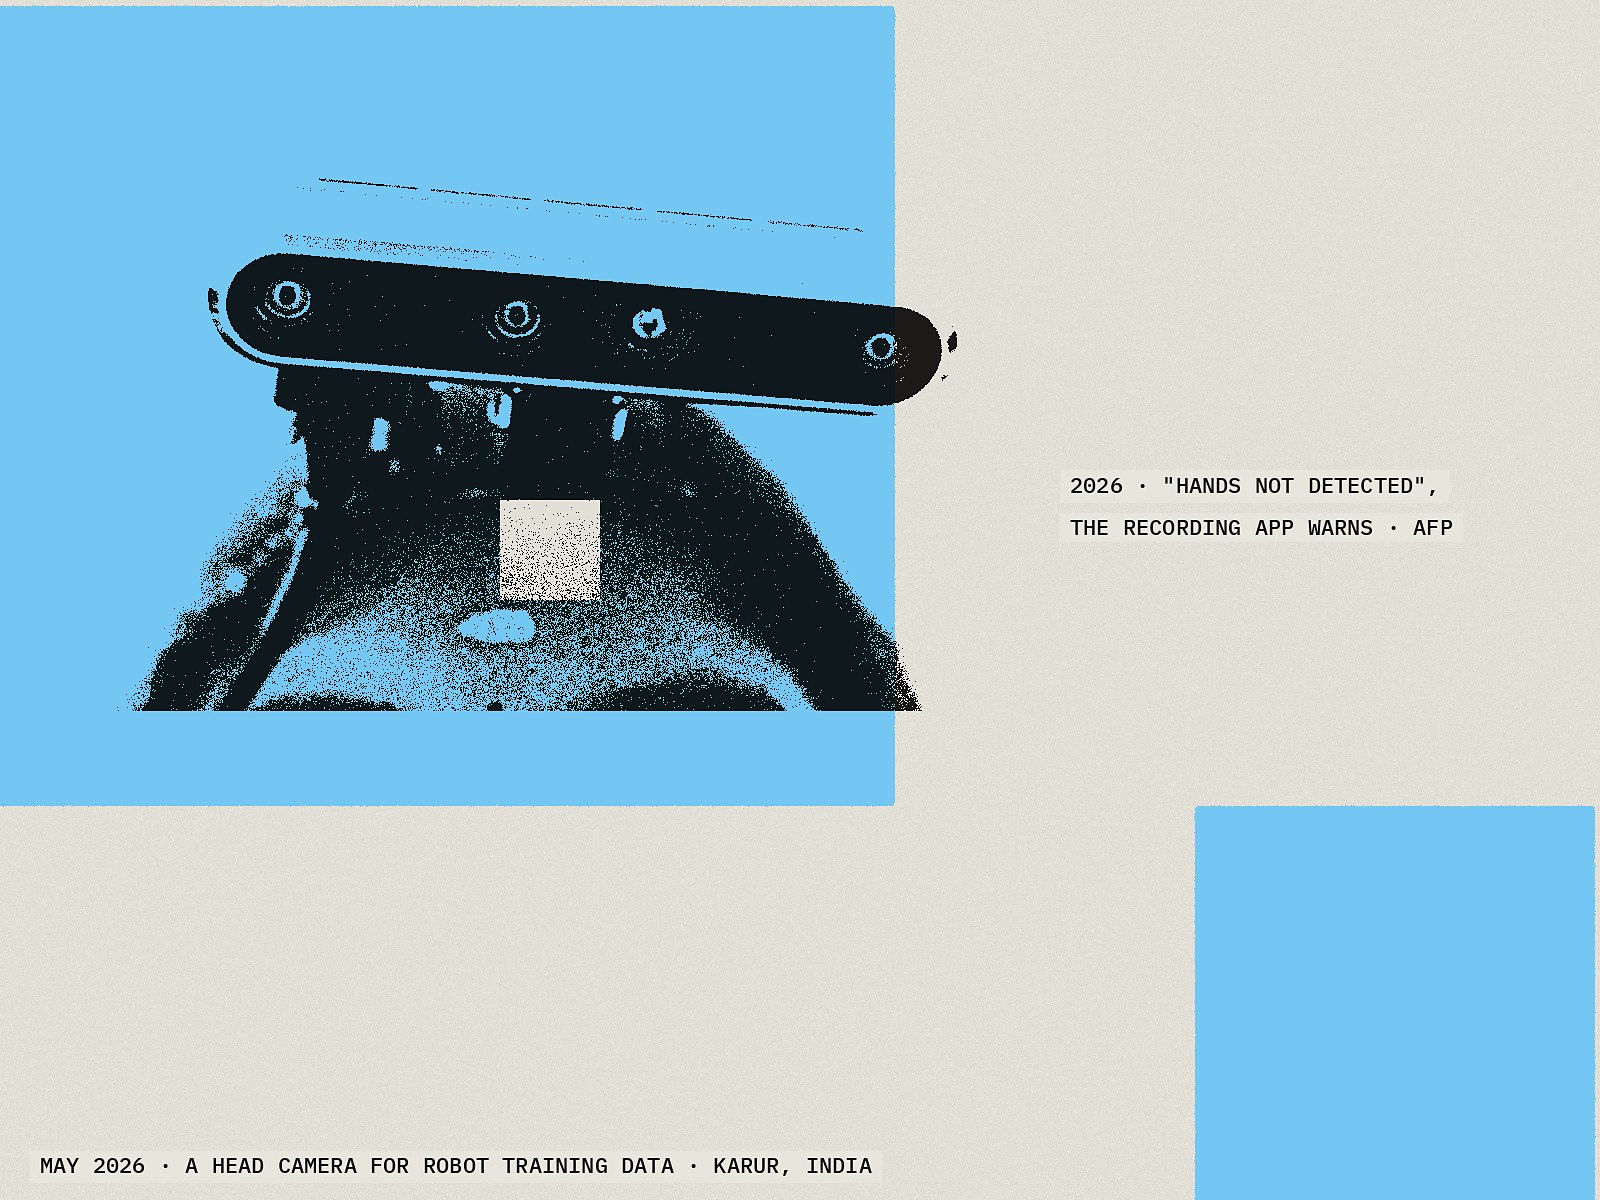 2026 · "HANDS NOT DETECTED",
THE RECORDING APP WARNS · AFP
MAY 2026 · A HEAD CAMERA FOR ROBOT TRAINING DATA · KARUR, INDIA